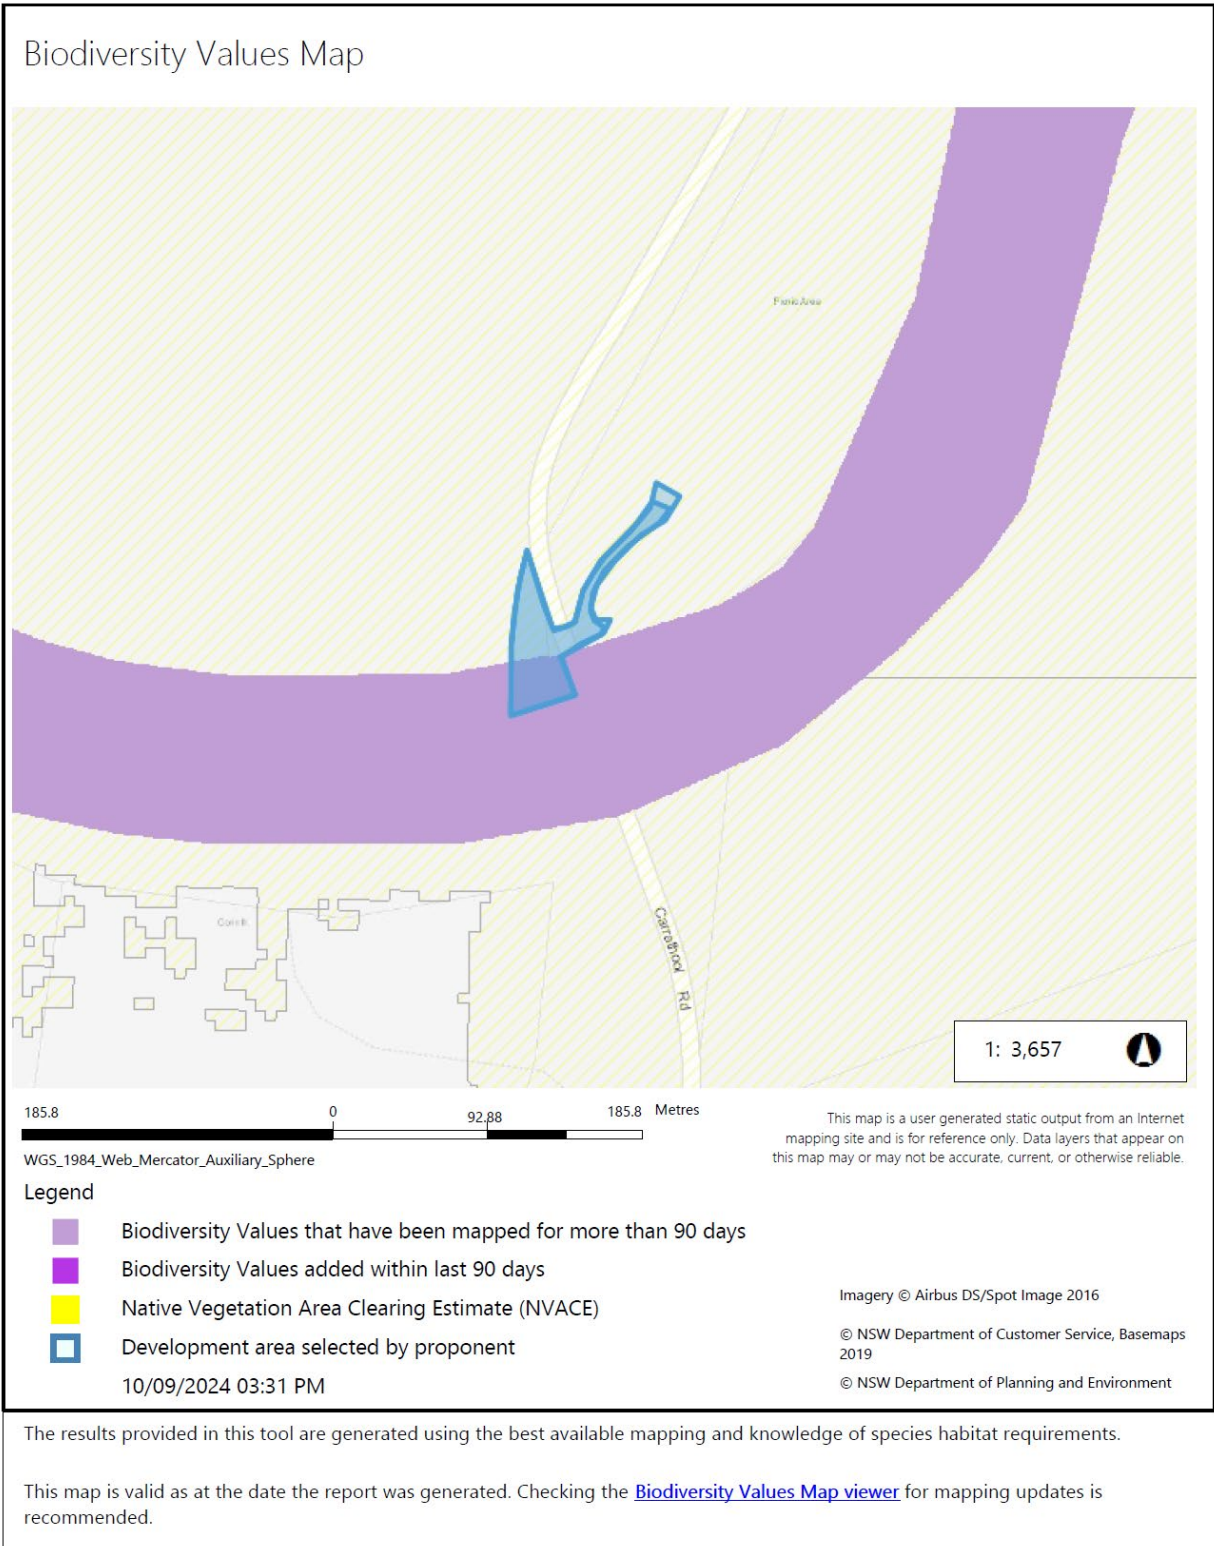 Biodiversity Values Map
Carrathool Rd
1: 3,657
185.8 0 92.88 185.8 Metres
WGS_1984_Web_Mercator_Auxiliary_Sphere
This map is a user generated static output from an Internet
mapping site and is for reference only. Data layers that appear on
this map may or may not be accurate, current, or otherwise reliable.
Legend
Biodiversity Values that have been mapped for more than 90 days
Biodiversity Values added within last 90 days
Native Vegetation Area Clearing Estimate (NVACE)
Development area selected by proponent
10/09/2024 03:31 PM
Imagery © Airbus DS/Spot Image 2016
© NSW Department of Customer Service, Basemaps
2019
© NSW Department of Planning and Environment
The results provided in this tool are generated using the best available mapping and knowledge of species habitat requirements.
This map is valid as at the date the report was generated. Checking the Biodiversity Values Map viewer for mapping updates is
recommended.